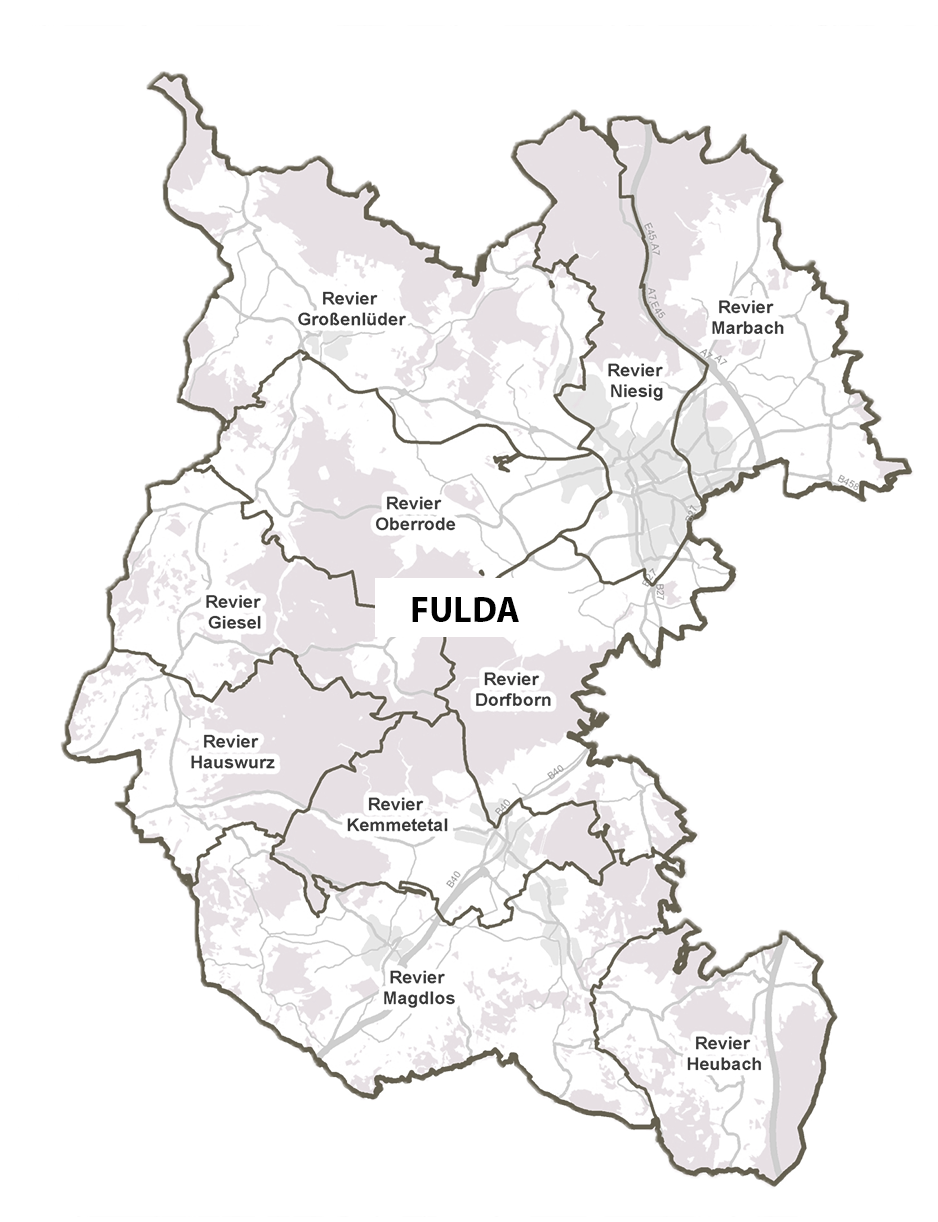 E45 A7
A7 E45
Revier
Großenlüder
Revier
Marbach
A7 A7
Revier
Niesig
B458
Revier
Oberrode
B27
Revier
Giesel
FULDA
Revier
Dorfborn
Revier
Hauswurz
B40
B40
Revier
Kemmetetal
B40
Revier
Magdlos
Revier
Heubach